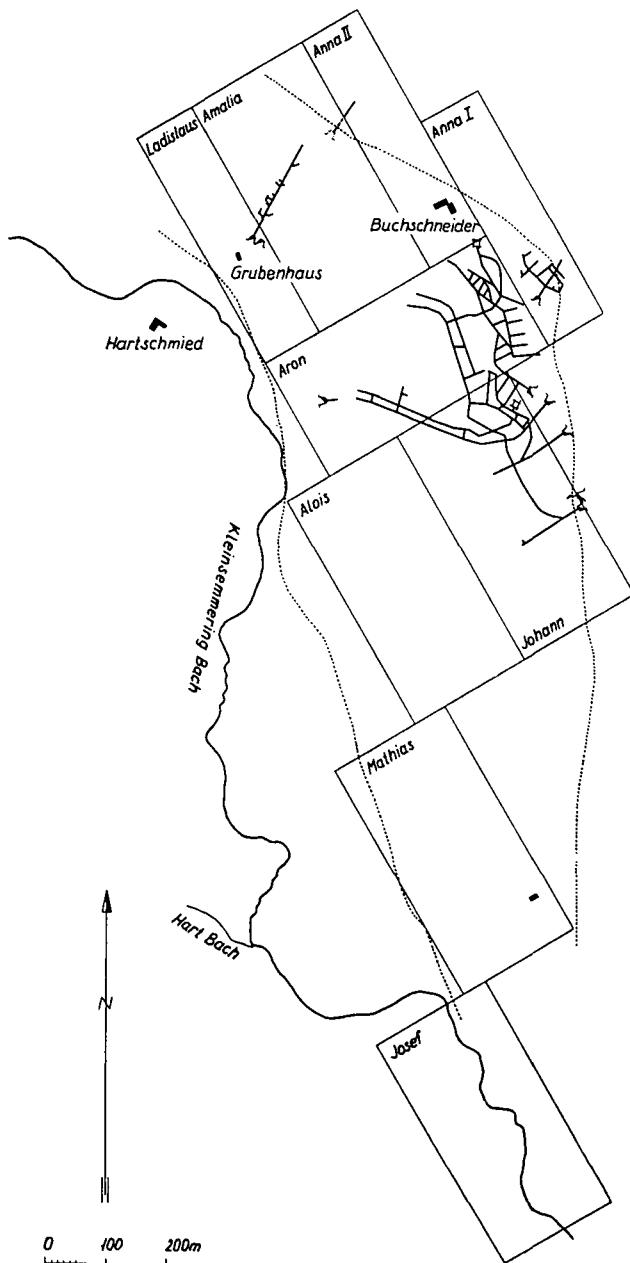 Anna II
Amalia
Ladislaus
Anna I
Buchschneider
Grubenhaus
Hartschmied
Aron
Alois
Kleinsemmering Bach
Johann
Mathias
Hart Bach
N
Josef
0 100 200m